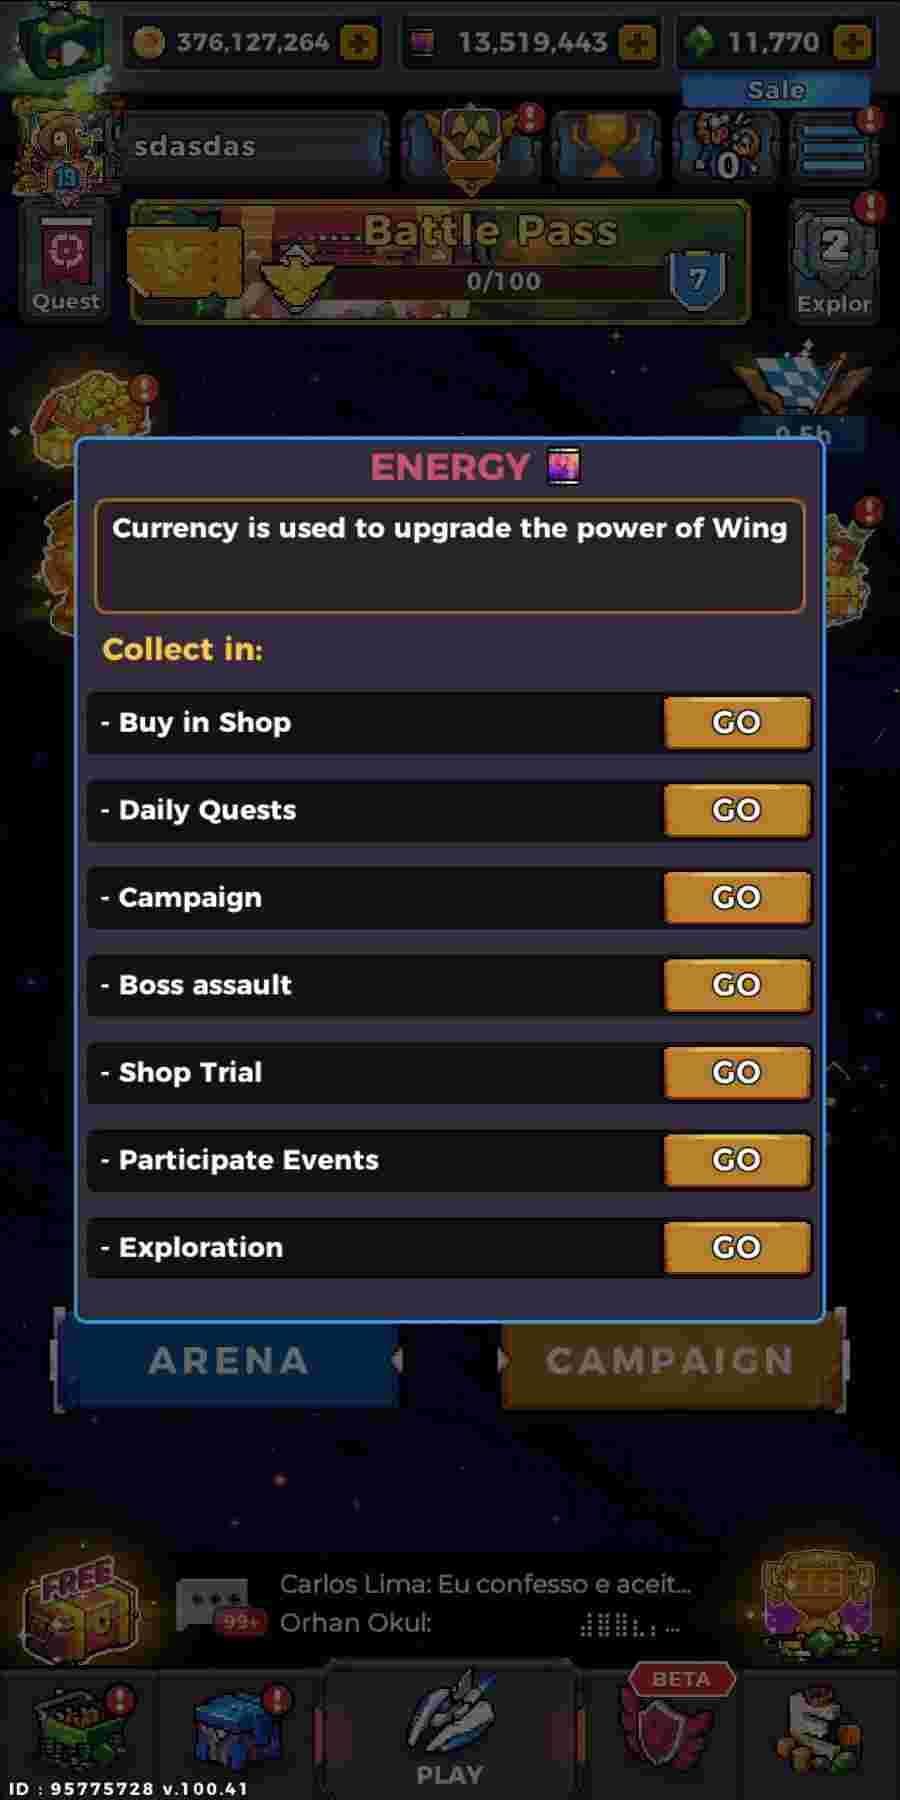 376,127,264
13,519,443
11,770
Sale
19
sdasdas
0
Quest
Battle Pass
0/100
7
2
Explor
9.5h
ENERGY
Currency is used to upgrade the power of Wing
Collect in:
- Buy in Shop
GO
- Daily Quests
GO
- Campaign
GO
- Boss assault
GO
- Shop Trial
GO
- Participate Events
GO
- Exploration
GO
ARENA
CAMPAIGN
FREE
99+
Carlos Lima: Eu confesso e aceit...
Orhan Okul:
BETA
PLAY
ID : 95775728 v.100.41